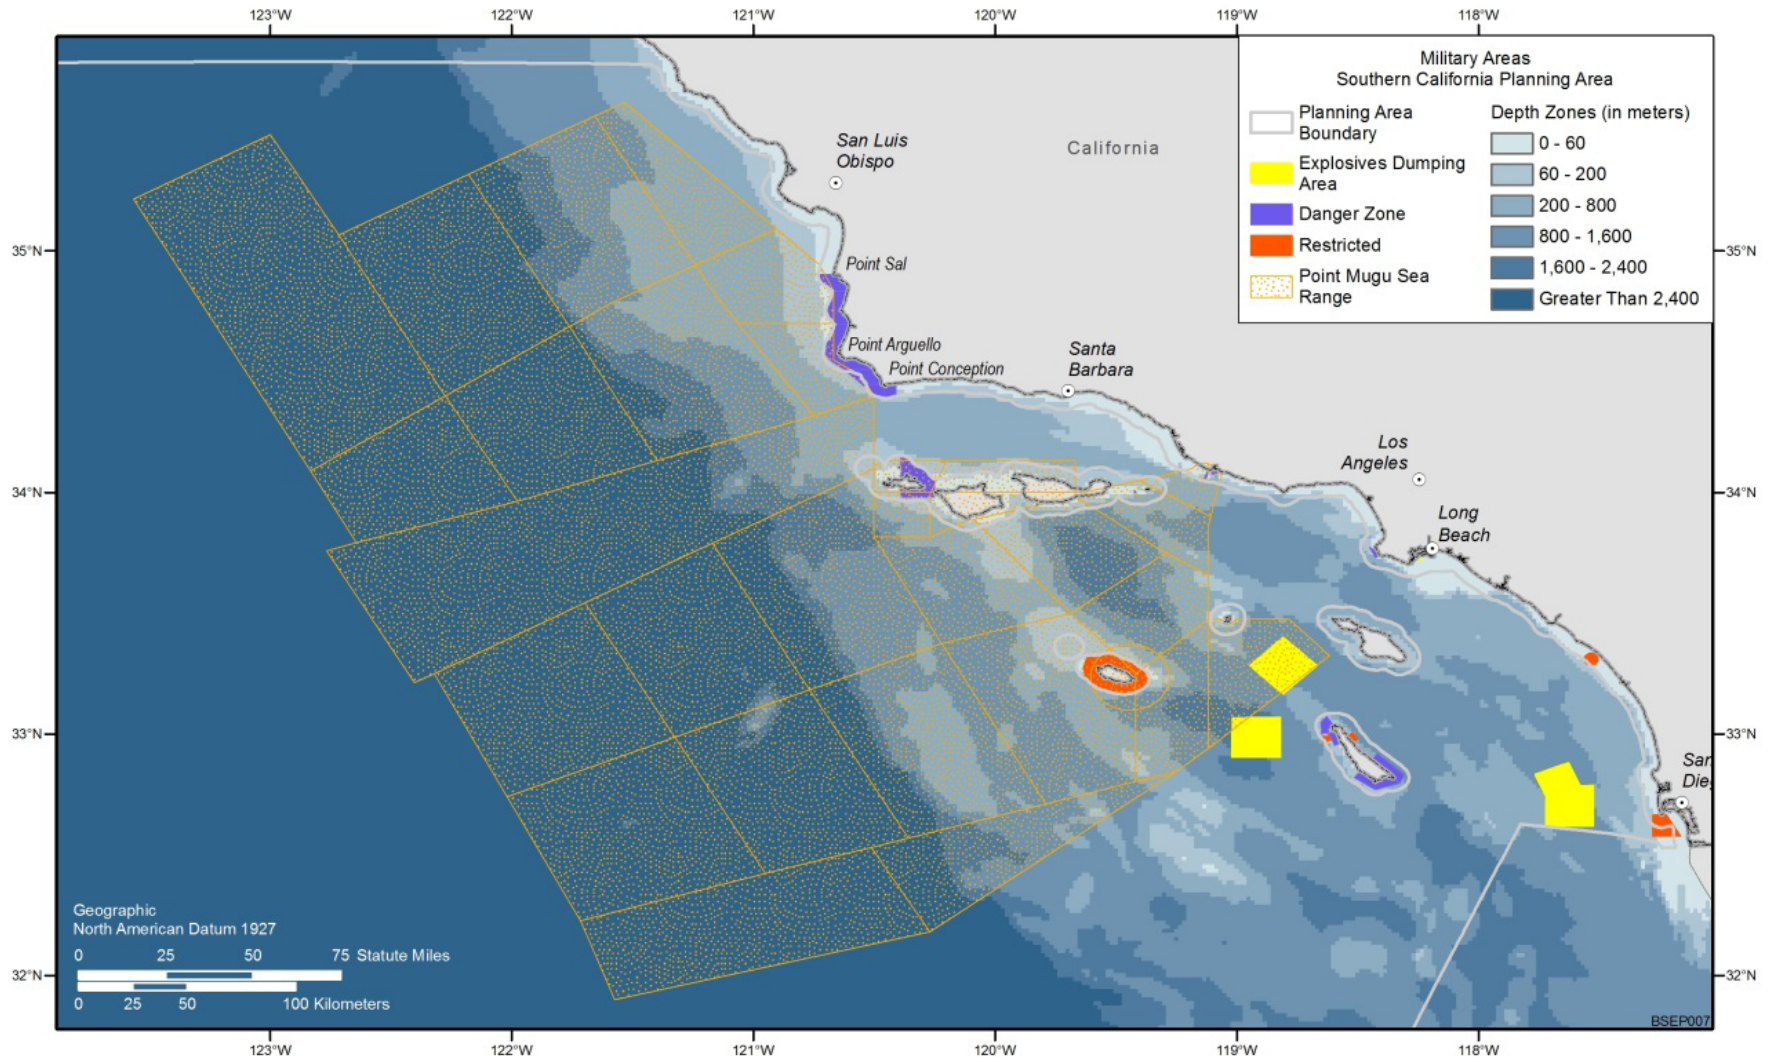 123°W
122°W
121°W
120°W
119°W
118°W
Military Areas
Southern California Planning Area
Planning Area
Boundary
Explosives Dumping
Area
Danger Zone
Restricted
Point Mugu Sea
Range
Depth Zones (in meters)
0 - 60
60 - 200
200 - 800
800 - 1,600
1,600 - 2,400
Greater Than 2,400
California
San Luis
Obispo
35°N
35°N
Point Sal
Point Arguello
Point Conception
Santa
Barbara
Los
Angeles
34°N
34°N
Long
Beach
33°N
33°N
San
Die
Geographic
North American Datum 1927
0 25 50 75 Statute Miles
0 25 50 100 Kilometers
32°N
32°N
BSEP007
123°W
122°W
121°W
120°W
119°W
118°W